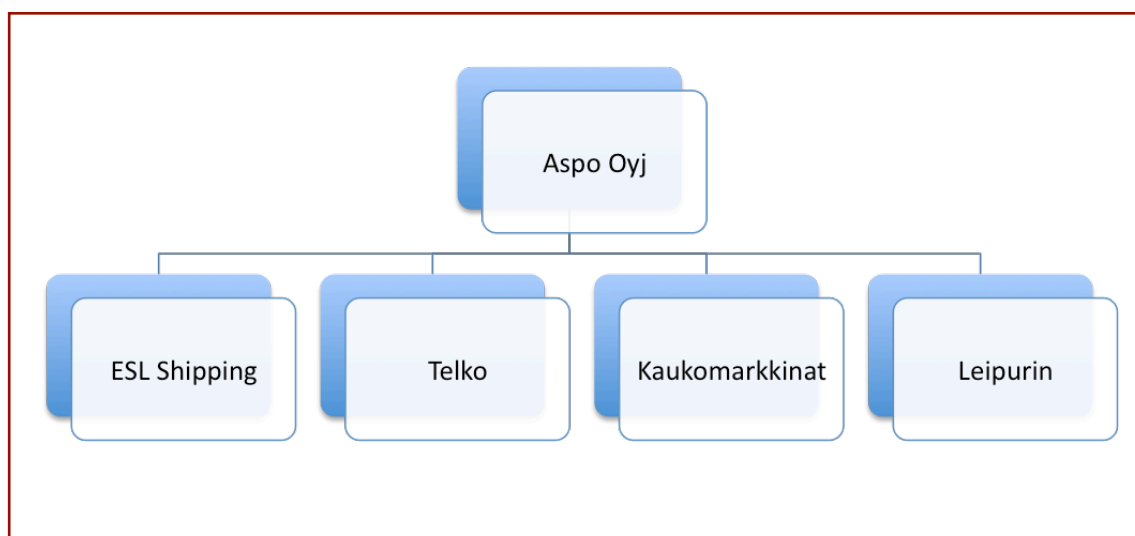 Aspo Oyj
ESL Shipping
Telko
Kaukomarkkinat
Leipurin